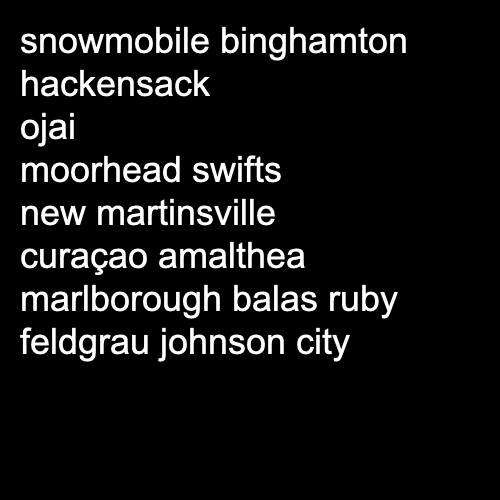 snowmobile binghamton
hackensack
ojai
moorhead swifts
new martinsville
curaçao amalthea
marlborough balas ruby
feldgrau johnson city